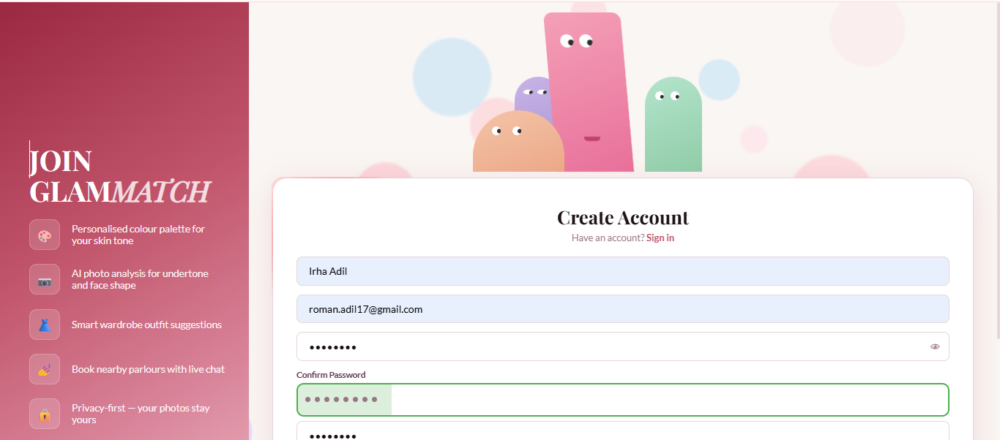 JOIN
GLAMMATCH
Personalised colour palette for
your skin tone
AI photo analysis for undertone
and face shape
Smart wardrobe outfit suggestions
Book nearby parlours with live chat
Privacy-first — your photos stay
yours
Create Account
Have an account? Sign in
Irha Adil
roman.adil17@gmail.com
••••••••
Confirm Password
••••••••
••••••••